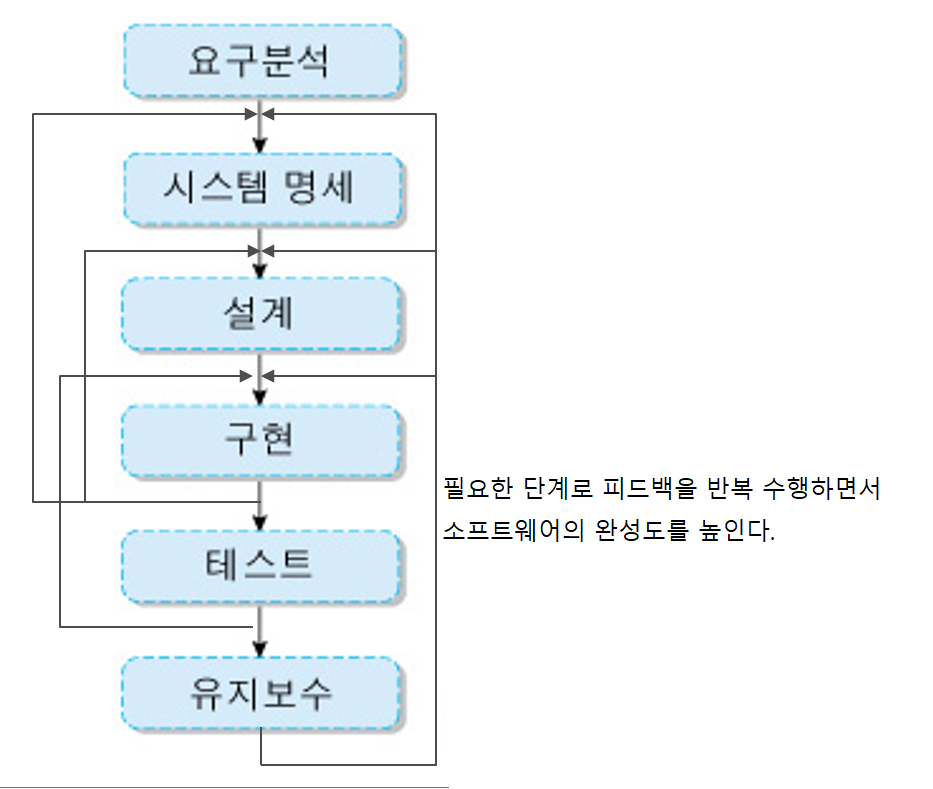 요구분석
시스템 명세
설계
구현
필요한 단계로 피드백을 반복 수행하면서
소프트웨어의 완성도를 높인다.
테스트
유지보수